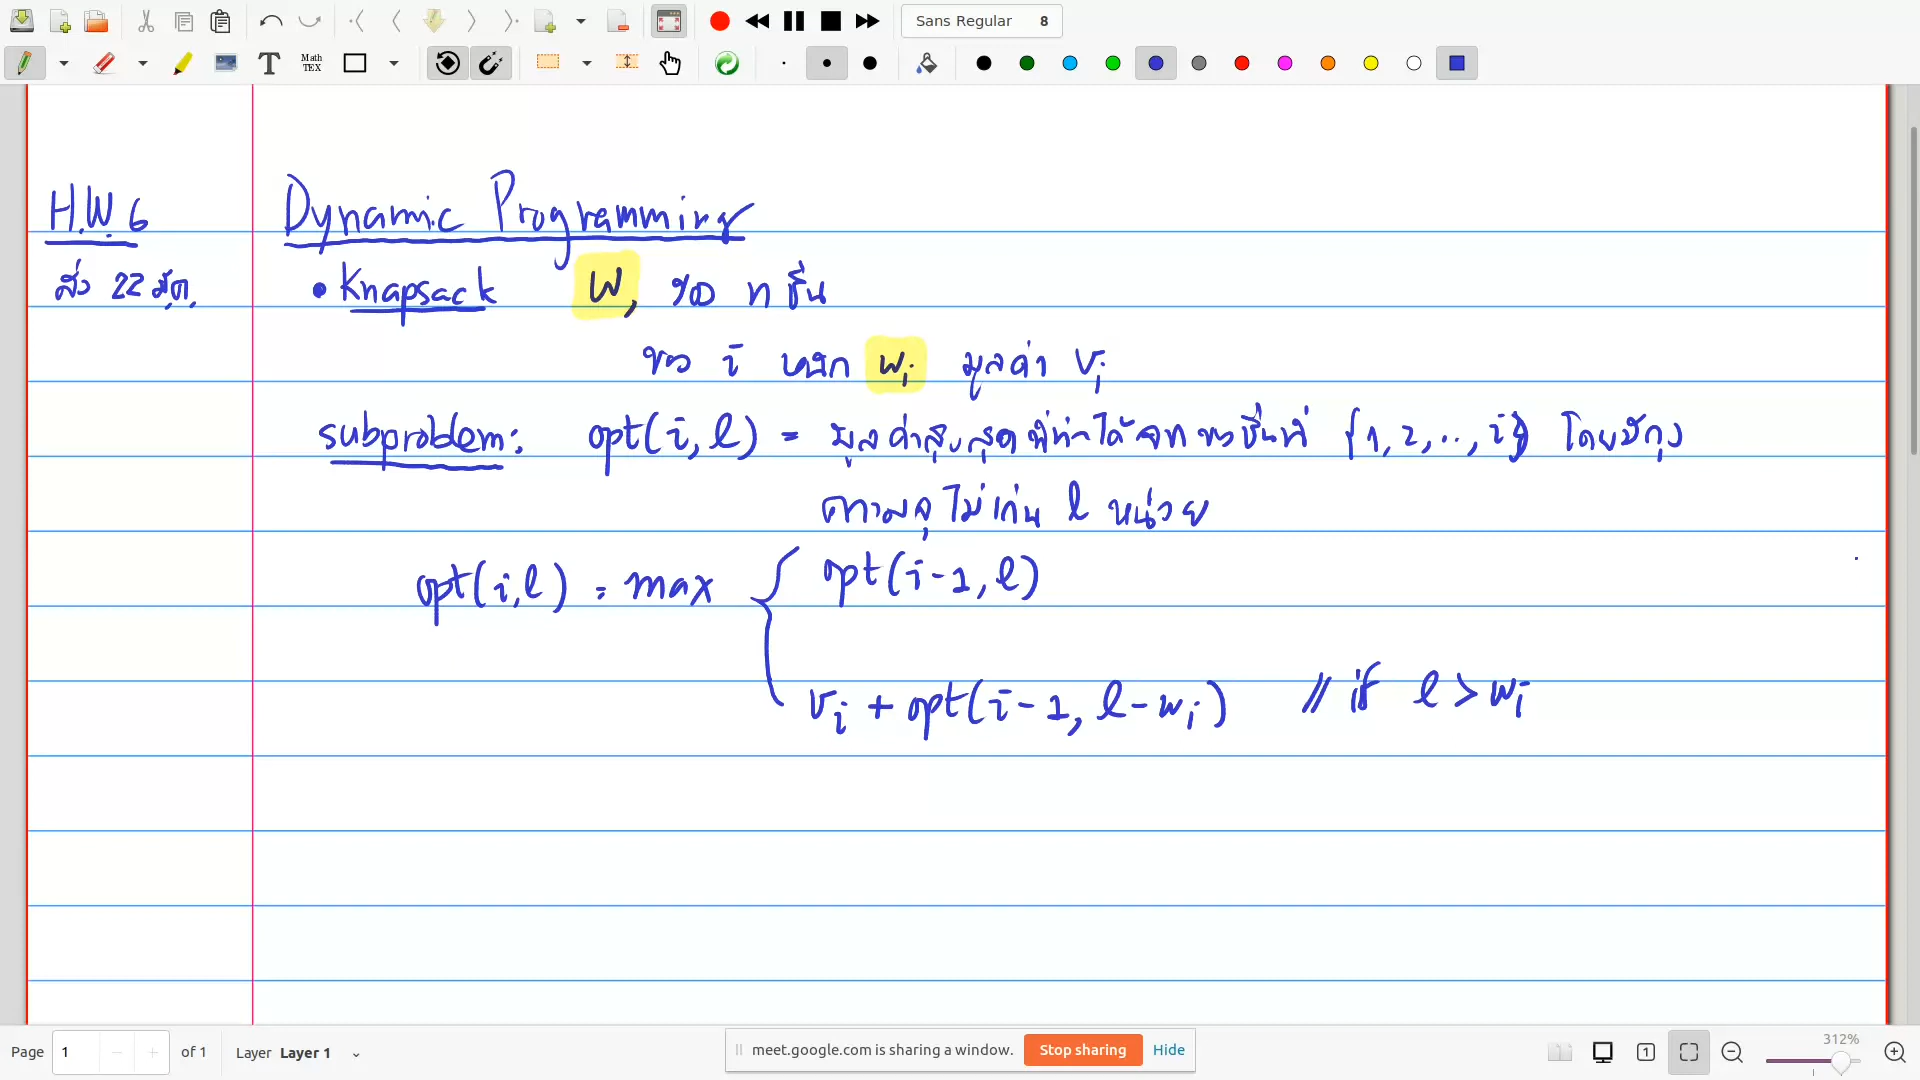 Sans Regular 8
Math
TEX
H.W. 6
ส่ง 22 มี.ค.
Dynamic Programming
• Knapsack W, ของ n ชิ้น
ของ i หนัก wi มูลค่า vi
subproblem: opt(i, l) = มูลค่าสูงสุดที่ทำได้จากของชิ้นที่ {1, 2, .., i} โดยมีถุง
ความจุไม่เกิน l หน่วย
opt(i, l) = max { opt(i-1, l)
vi + opt(i-1, l-wi) // if l > wi
Page 1 of 1 Layer Layer 1
meet.google.com is sharing a window. Stop sharing Hide
312%